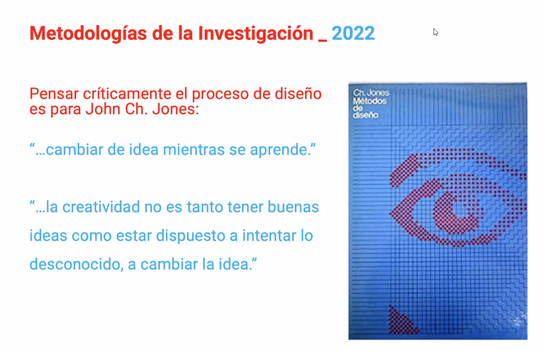 Metodologías de la Investigación _ 2022
Pensar críticamente el proceso de diseño
es para John Ch. Jones:
“...cambiar de idea mientras se aprende.”
“...la creatividad no es tanto tener buenas
ideas como estar dispuesto a intentar lo
desconocido, a cambiar la idea.”
Ch. Jones
Métodos
de
diseño